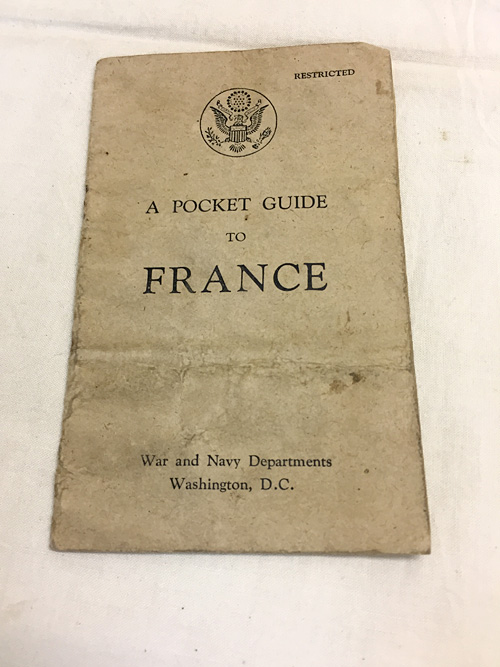 RESTRICTED
A POCKET GUIDE
TO
FRANCE
War and Navy Departments
Washington, D.C.